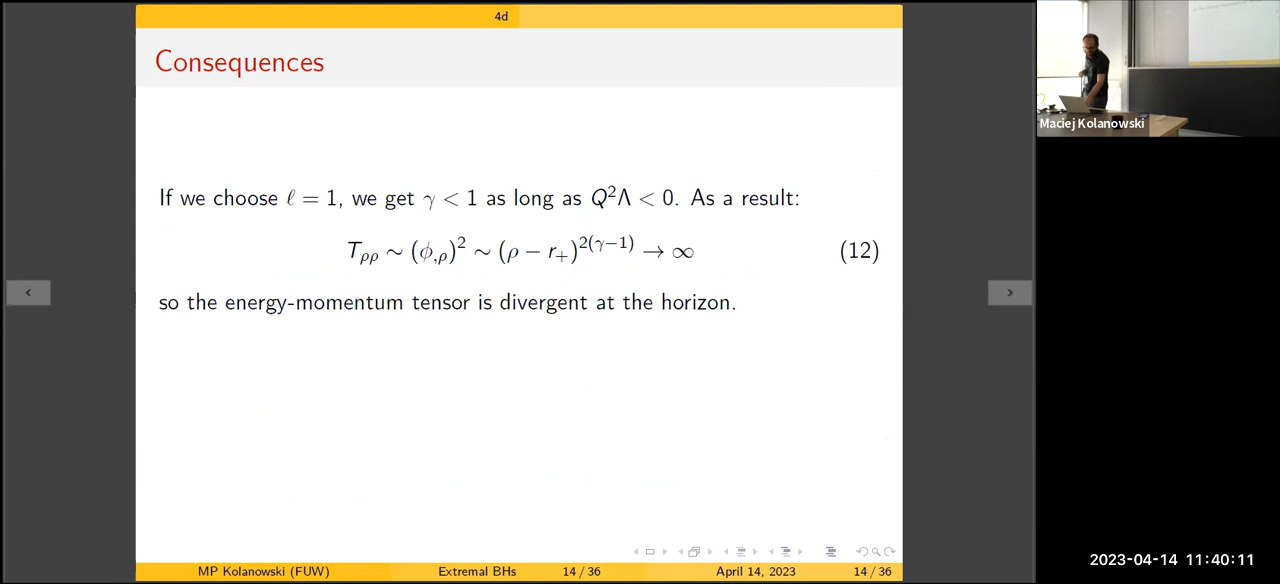 4d
Consequences
If we choose ℓ = 1, we get γ < 1 as long as Q²Λ < 0. As a result:
T_ρρ ∼ (ϕ_,ρ)² ∼ (ρ − r₊)^{2(γ−1)} → ∞ (12)
so the energy-momentum tensor is divergent at the horizon.
MP Kolanowski (FUW) Extremal BHs 14 / 36 April 14, 2023 14 / 36
Maciej Kolanowski
2023-04-14 11:40:11